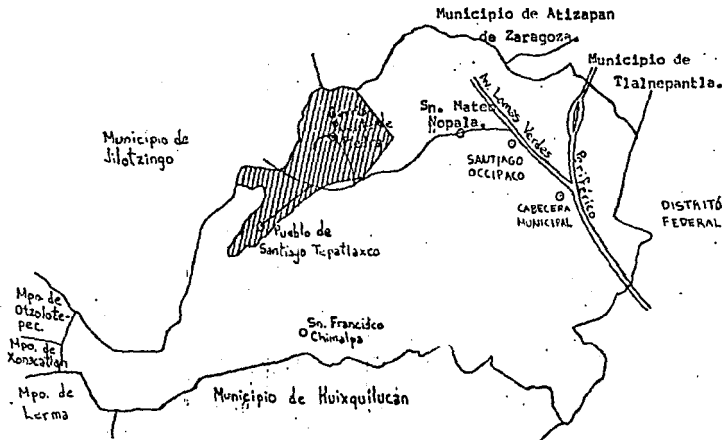 Municipio de Atizapan
de Zaragoza.
Municipio de
Tlalnepantla.
Av. Lomas Verdes
Sn. Mateo
Nopala.
Municipio de
Jilotzingo
SANTIAGO
OCCIPACO
Periférico
CABECERA
MUNICIPAL
DISTRITO
FEDERAL
Pueblo de
Santiago Tepatlaxco
Mpo. de
Otzolote-
pec.
Sn. Francisco
Chimalpa
Mpo. de
Xonacatlán
Mpo. de
Lerma
Municipio de Huixquilucán